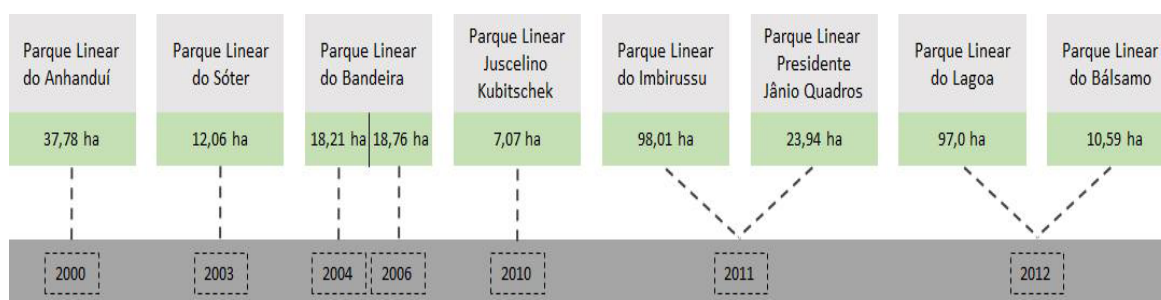 Parque Linear
do Anhanduí
37,78 ha
Parque Linear
do Sóter
12,06 ha
Parque Linear
do Bandeira
18,21 ha 18,76 ha
Parque Linear
Juscelino
Kubitschek
7,07 ha
Parque Linear
do Imbirussu
98,01 ha
Parque Linear
Presidente
Jânio Quadros
23,94 ha
Parque Linear
do Lagoa
97,0 ha
Parque Linear
do Bálsamo
10,59 ha
2000
2003
2004
2006
2010
2011
2012